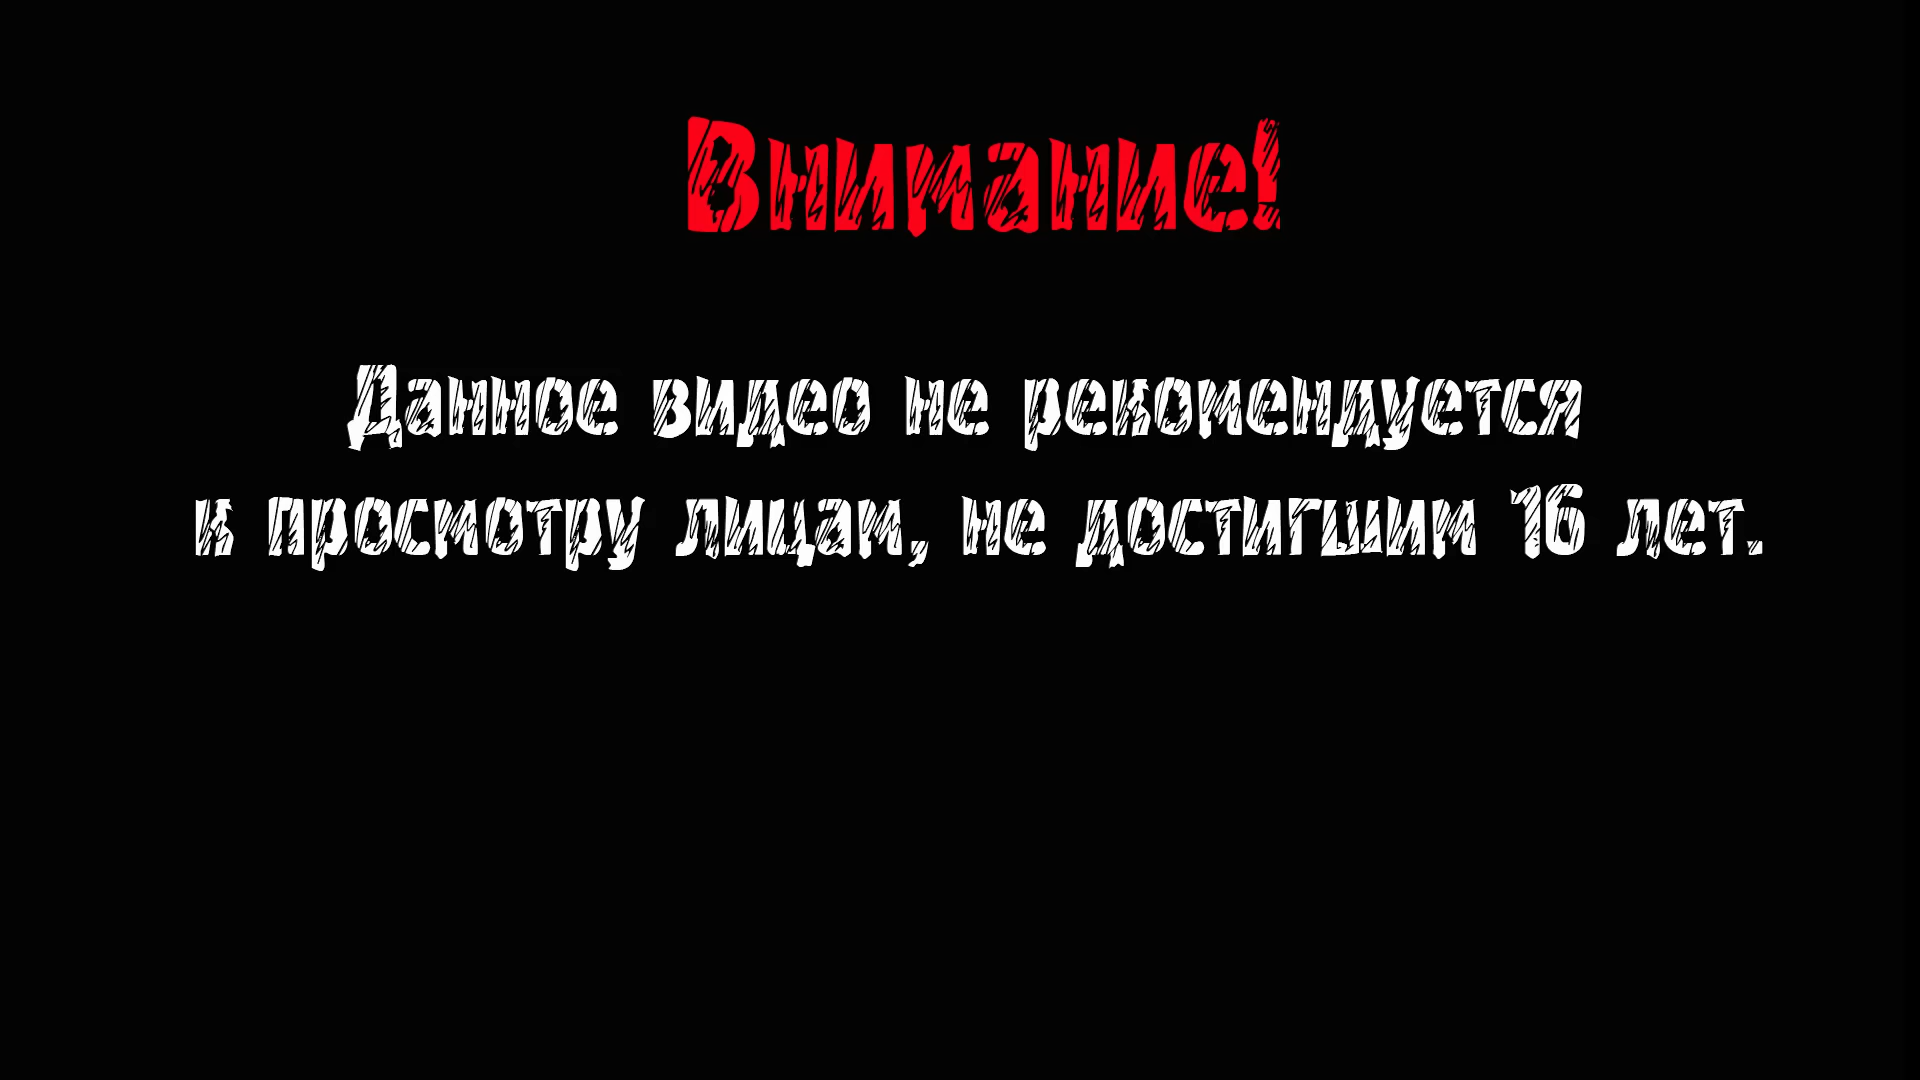 Внимание!
Данное видео не рекомендуется
к просмотру лицам, не достигшим 16 лет.